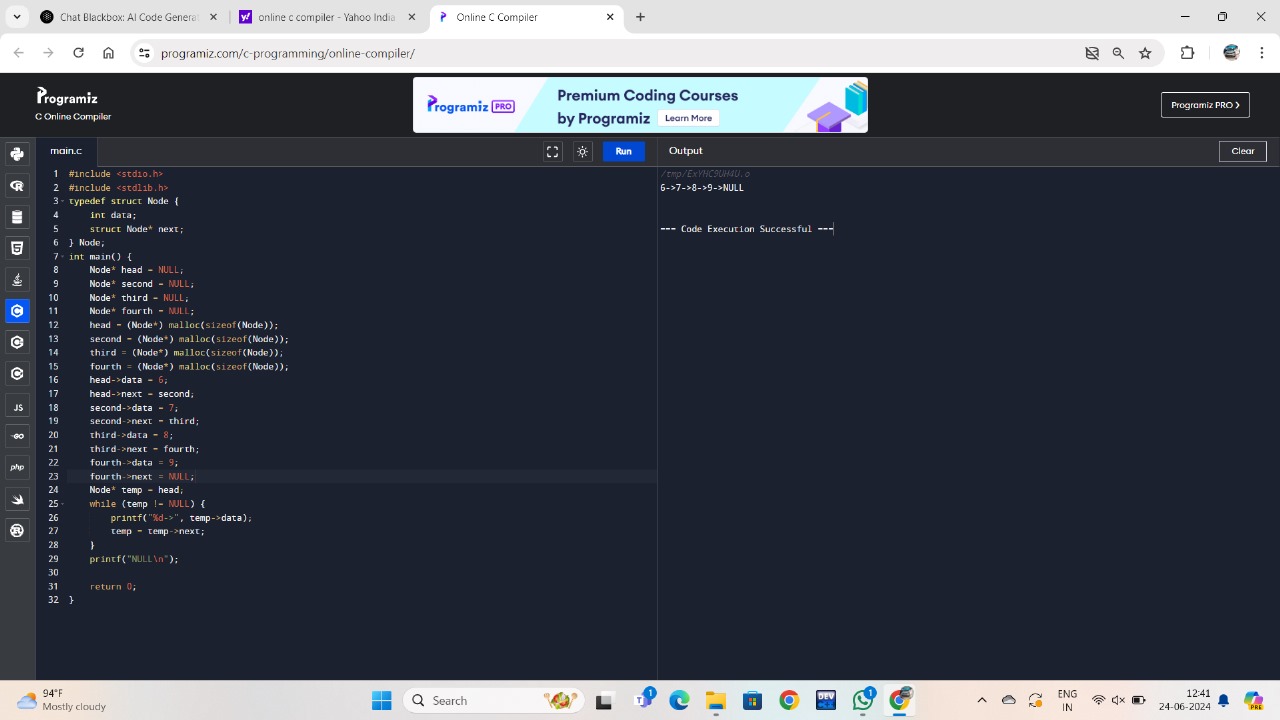 Chat Blackbox: AI Code Genera
online c compiler - Yahoo India
Online C Compiler
programiz.com/c-programming/online-compiler/
Programiz
C Online Compiler
Programiz PRO
Premium Coding Courses
by Programiz Learn More
Programiz PRO
main.c
Run
Output
Clear
1 #include <stdio.h>
2 #include <stdlib.h>
3 typedef struct Node {
4 int data;
5 struct Node* next;
6 } Node;
7 int main() {
8 Node* head = NULL;
9 Node* second = NULL;
10 Node* third = NULL;
11 Node* fourth = NULL;
12 head = (Node*) malloc(sizeof(Node));
13 second = (Node*) malloc(sizeof(Node));
14 third = (Node*) malloc(sizeof(Node));
15 fourth = (Node*) malloc(sizeof(Node));
16 head->data = 6;
17 head->next = second;
18 second->data = 7;
19 second->next = third;
20 third->data = 8;
21 third->next = fourth;
22 fourth->data = 9;
23 fourth->next = NULL;
24 Node* temp = head;
25 while (temp != NULL) {
26 printf("%d->", temp->data);
27 temp = temp->next;
28 }
29 printf("NULL\n");
30
31 return 0;
32 }
6->7->8->9->NULL
=== Code Execution Successful ===
JS
GO
php
94°F
Mostly cloudy
Search
1
DEV
1
ENG
IN
12:41
24-06-2024
PRE